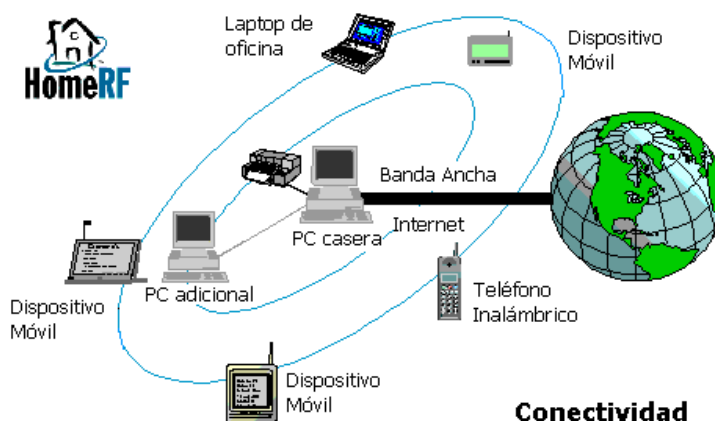 HomeRF
Laptop de
oficina
Dispositivo
Móvil
Banda Ancha
Internet
PC casera
PC adicional
Dispositivo
Móvil
Teléfono
Inalámbrico
Dispositivo
Móvil
Conectividad